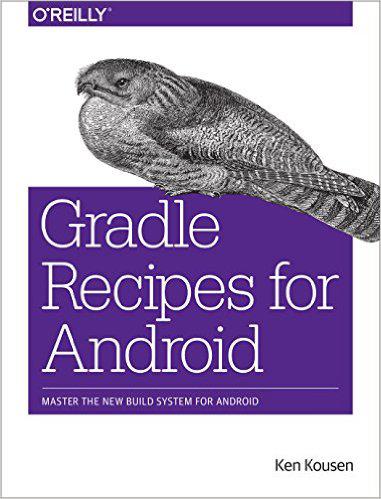 O'REILLY®
Gradle
Recipes for
Android
MASTER THE NEW BUILD SYSTEM FOR ANDROID
Ken Kousen